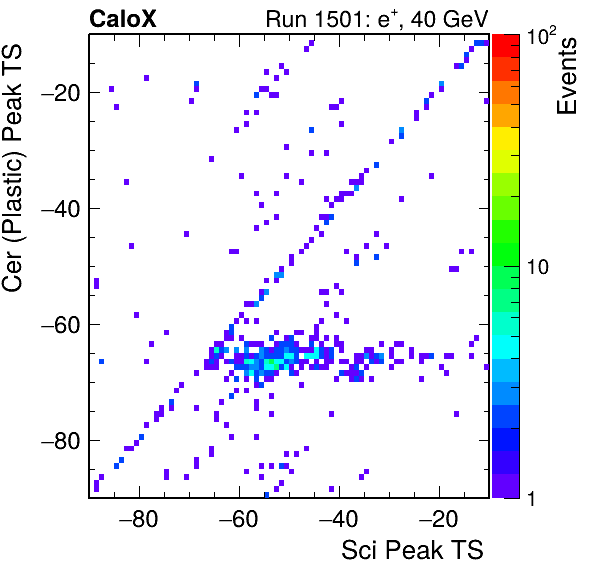 CaloX Run 1501: e⁺, 40 GeV
Cer (Plastic) Peak TS
−20
−40
−60
−80
−80 −60 −40 −20
Sci Peak TS
10²
10
1
Events